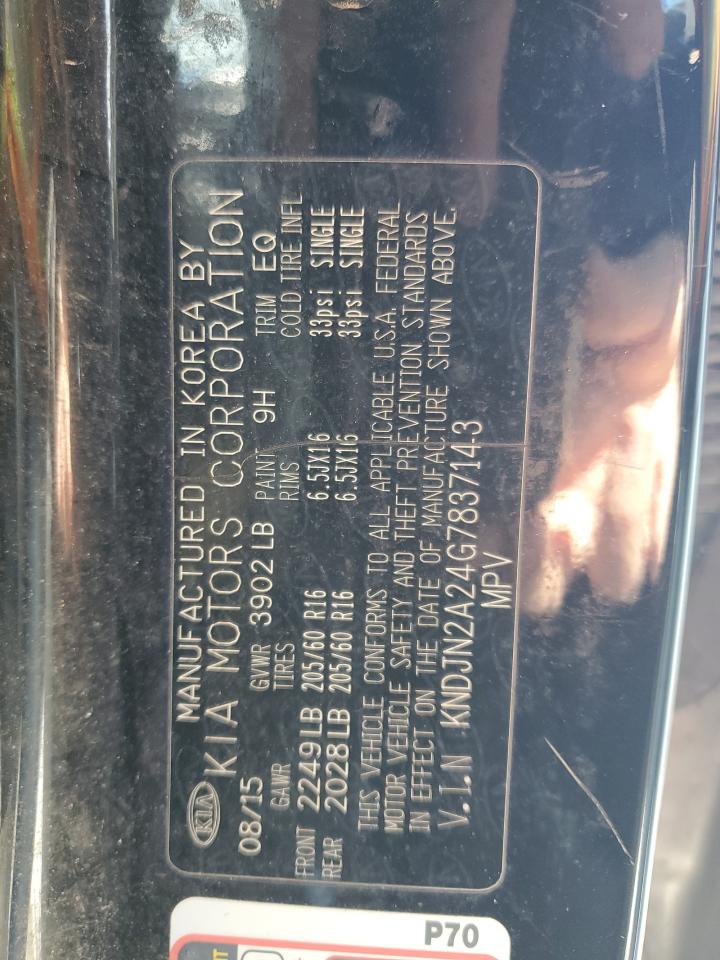 KIA
MANUFACTURED IN KOREA BY
KIA MOTORS CORPORATION
08/15 GVWR 3902 LB PAINT 9H TRIM EQ
GAWR TIRES RIMS COLD TIRE INFL
FRONT 2249 LB 205/60 R16 6.5JX16 33psi SINGLE
REAR 2028 LB 205/60 R16 6.5JX16 33psi SINGLE
THIS VEHICLE CONFORMS TO ALL APPLICABLE U.S.A. FEDERAL
MOTOR VEHICLE SAFETY AND THEFT PREVENTION STANDARDS
IN EFFECT ON THE DATE OF MANUFACTURE SHOWN ABOVE.
V.I.N KNDJN2A24G783714-3
MPV
P70